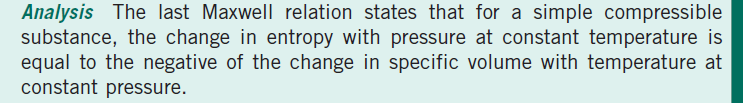 Analysis The last Maxwell relation states that for a simple compressible
substance, the change in entropy with pressure at constant temperature is
equal to the negative of the change in specific volume with temperature at
constant pressure.